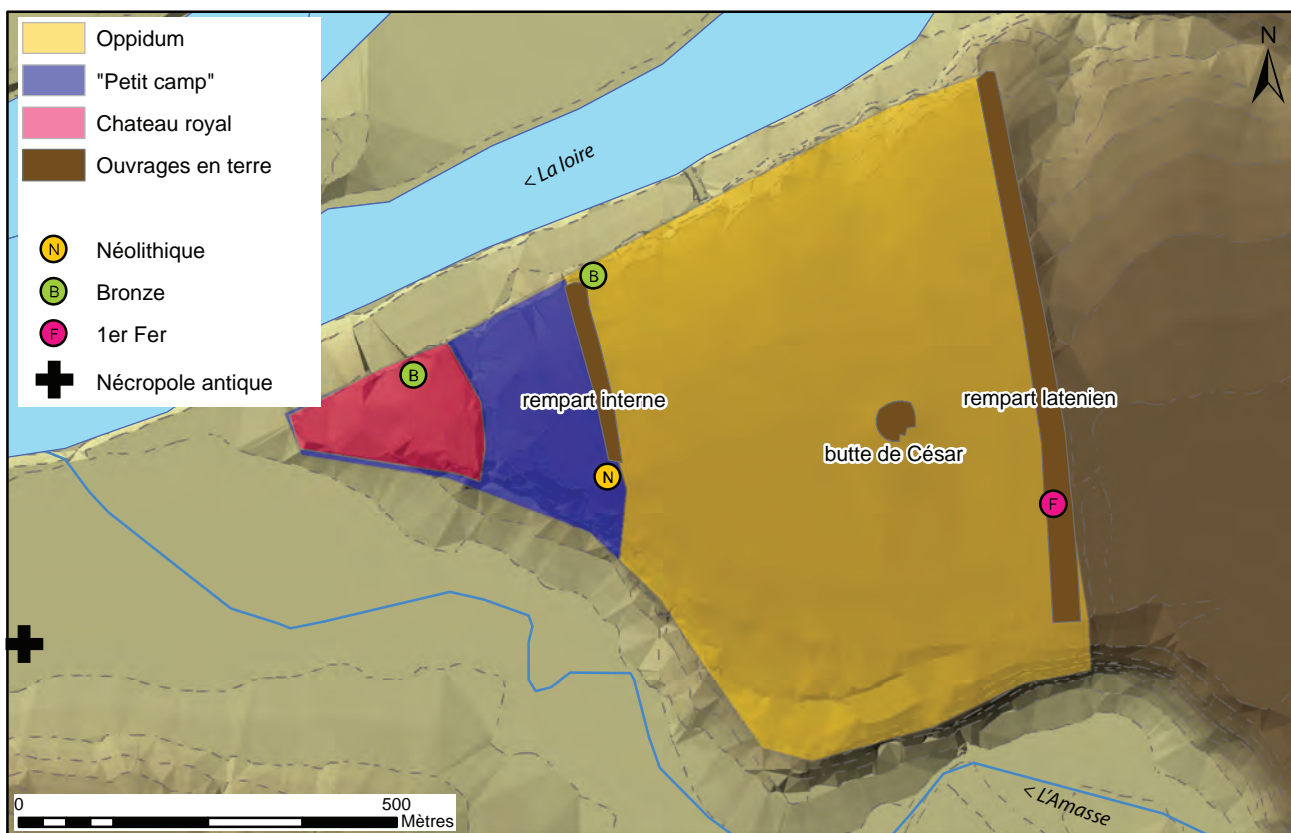 Oppidum
"Petit camp"
Chateau royal
Ouvrages en terre
N Néolithique
B Bronze
F 1er Fer
Nécropole antique
N
< La loire
B
B
rempart interne
rempart latenien
butte de César
N
F
0 500
Mètres
< L'Amasse